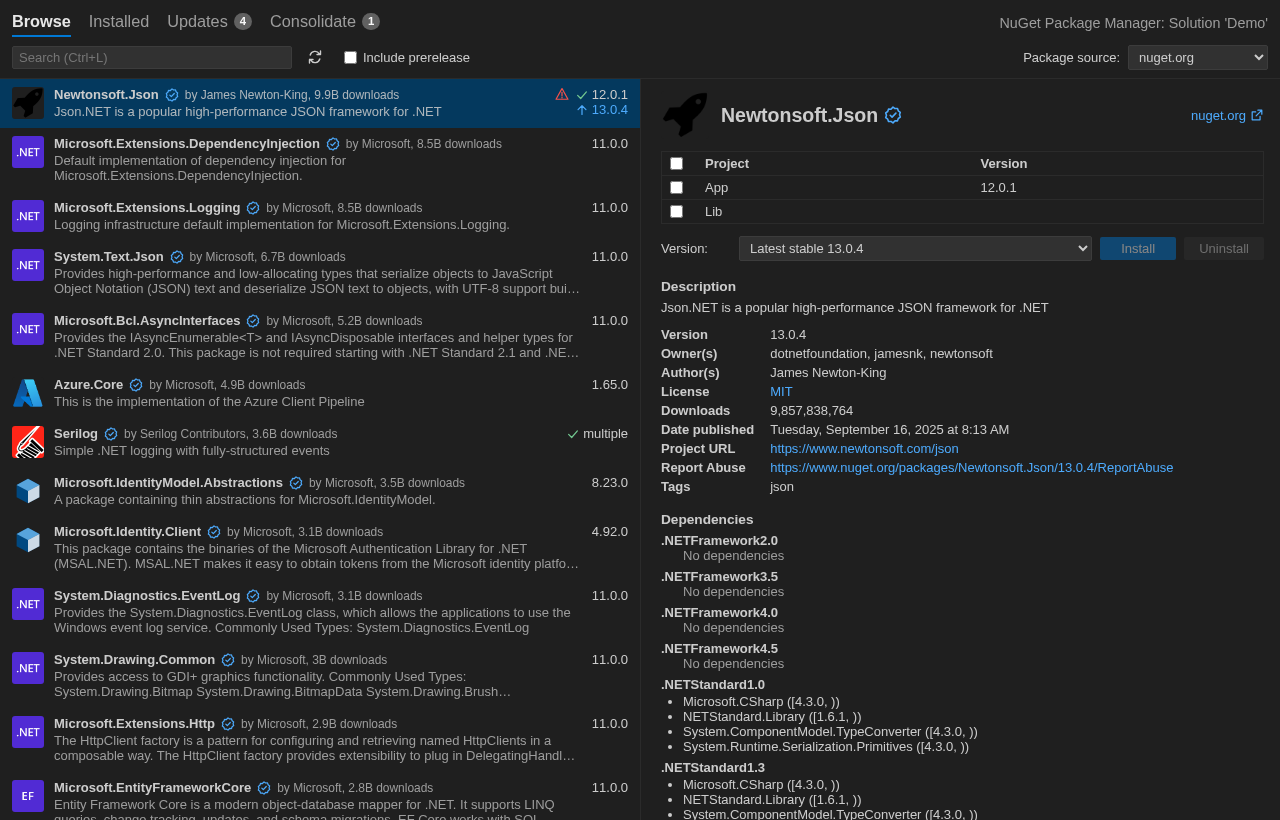 Browse Installed Updates 4 Consolidate 1 NuGet Package Manager: Solution 'Demo'
Search (Ctrl+L) Include prerelease Package source: nuget.org
Newtonsoft.Json by James Newton-King, 9.9B downloads 12.0.1
Json.NET is a popular high-performance JSON framework for .NET 13.0.4
.NET Microsoft.Extensions.DependencyInjection by Microsoft, 8.5B downloads 11.0.0
Default implementation of dependency injection for
Microsoft.Extensions.DependencyInjection.
.NET Microsoft.Extensions.Logging by Microsoft, 8.5B downloads 11.0.0
Logging infrastructure default implementation for Microsoft.Extensions.Logging.
.NET System.Text.Json by Microsoft, 6.7B downloads 11.0.0
Provides high-performance and low-allocating types that serialize objects to JavaScript
Object Notation (JSON) text and deserialize JSON text to objects, with UTF-8 support bui…
.NET Microsoft.Bcl.AsyncInterfaces by Microsoft, 5.2B downloads 11.0.0
Provides the IAsyncEnumerable<T> and IAsyncDisposable interfaces and helper types for
.NET Standard 2.0. This package is not required starting with .NET Standard 2.1 and .NE…
Azure.Core by Microsoft, 4.9B downloads 1.65.0
This is the implementation of the Azure Client Pipeline
Serilog by Serilog Contributors, 3.6B downloads multiple
Simple .NET logging with fully-structured events
Microsoft.IdentityModel.Abstractions by Microsoft, 3.5B downloads 8.23.0
A package containing thin abstractions for Microsoft.IdentityModel.
Microsoft.Identity.Client by Microsoft, 3.1B downloads 4.92.0
This package contains the binaries of the Microsoft Authentication Library for .NET
(MSAL.NET). MSAL.NET makes it easy to obtain tokens from the Microsoft identity platfo…
.NET System.Diagnostics.EventLog by Microsoft, 3.1B downloads 11.0.0
Provides the System.Diagnostics.EventLog class, which allows the applications to use the
Windows event log service. Commonly Used Types: System.Diagnostics.EventLog
.NET System.Drawing.Common by Microsoft, 3B downloads 11.0.0
Provides access to GDI+ graphics functionality. Commonly Used Types:
System.Drawing.Bitmap System.Drawing.BitmapData System.Drawing.Brush…
.NET Microsoft.Extensions.Http by Microsoft, 2.9B downloads 11.0.0
The HttpClient factory is a pattern for configuring and retrieving named HttpClients in a
composable way. The HttpClient factory provides extensibility to plug in DelegatingHandl…
EF Microsoft.EntityFrameworkCore by Microsoft, 2.8B downloads 11.0.0
Entity Framework Core is a modern object-database mapper for .NET. It supports LINQ
queries, change tracking, updates, and schema migrations. EF Core works with SQL
Newtonsoft.Json nuget.org
Project Version
App 12.0.1
Lib
Version: Latest stable 13.0.4 Install Uninstall
Description
Json.NET is a popular high-performance JSON framework for .NET
Version 13.0.4
Owner(s) dotnetfoundation, jamesnk, newtonsoft
Author(s) James Newton-King
License MIT
Downloads 9,857,838,764
Date published Tuesday, September 16, 2025 at 8:13 AM
Project URL https://www.newtonsoft.com/json
Report Abuse https://www.nuget.org/packages/Newtonsoft.Json/13.0.4/ReportAbuse
Tags json
Dependencies
.NETFramework2.0
No dependencies
.NETFramework3.5
No dependencies
.NETFramework4.0
No dependencies
.NETFramework4.5
No dependencies
.NETStandard1.0
• Microsoft.CSharp ([4.3.0, ))
• NETStandard.Library ([1.6.1, ))
• System.ComponentModel.TypeConverter ([4.3.0, ))
• System.Runtime.Serialization.Primitives ([4.3.0, ))
.NETStandard1.3
• Microsoft.CSharp ([4.3.0, ))
• NETStandard.Library ([1.6.1, ))
• System.ComponentModel.TypeConverter ([4.3.0, ))